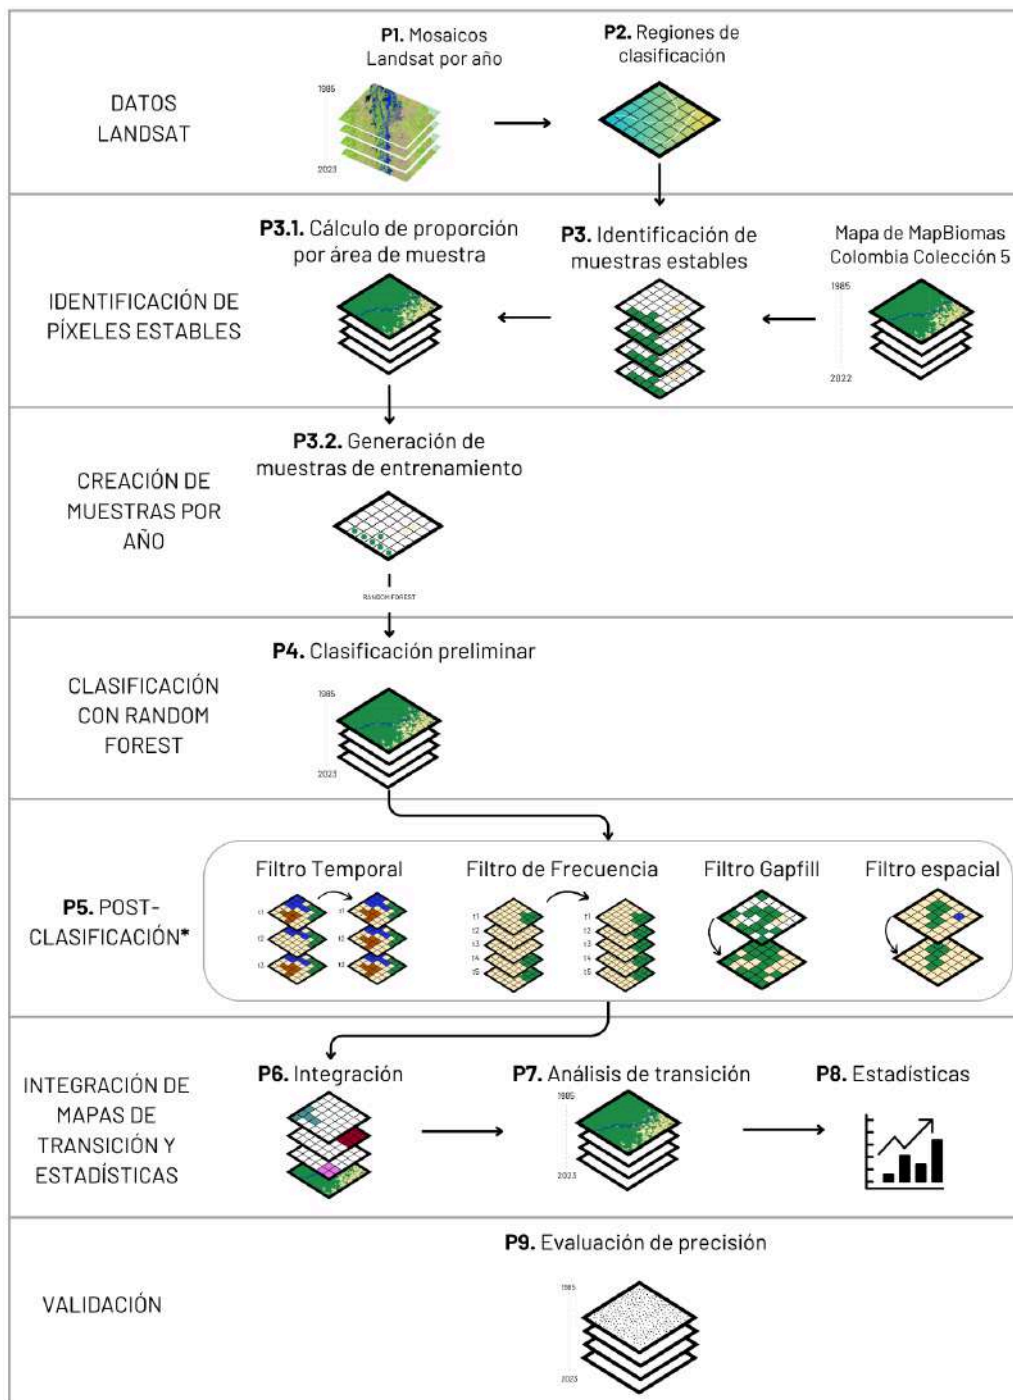 DATOS
LANDSAT
P1. Mosaicos
Landsat por año
1985
2023
P2. Regiones de
clasificación
IDENTIFICACIÓN DE
PÍXELES ESTABLES
P3.1. Cálculo de proporción
por área de muestra
P3. Identificación de
muestras estables
Mapa de MapBiomas
Colombia Colección 5
1985
2022
CREACIÓN DE
MUESTRAS POR
AÑO
P3.2. Generación de
muestras de entrenamiento
RANDOM FOREST
CLASIFICACIÓN
CON RANDOM
FOREST
P4. Clasificación preliminar
1985
2023
P5. POST-
CLASIFICACIÓN*
Filtro Temporal
t1
t2
t3
t1
t3
Filtro de Frecuencia
t1
t2
t3
t4
t5
t1
t2
t3
t4
t5
Filtro Gapfill
Filtro espacial
INTEGRACIÓN DE
MAPAS DE
TRANSICIÓN Y
ESTADÍSTICAS
P6. Integración
P7. Análisis de transición
1985
2023
P8. Estadísticas
VALIDACIÓN
P9. Evaluación de precisión
1985
2023